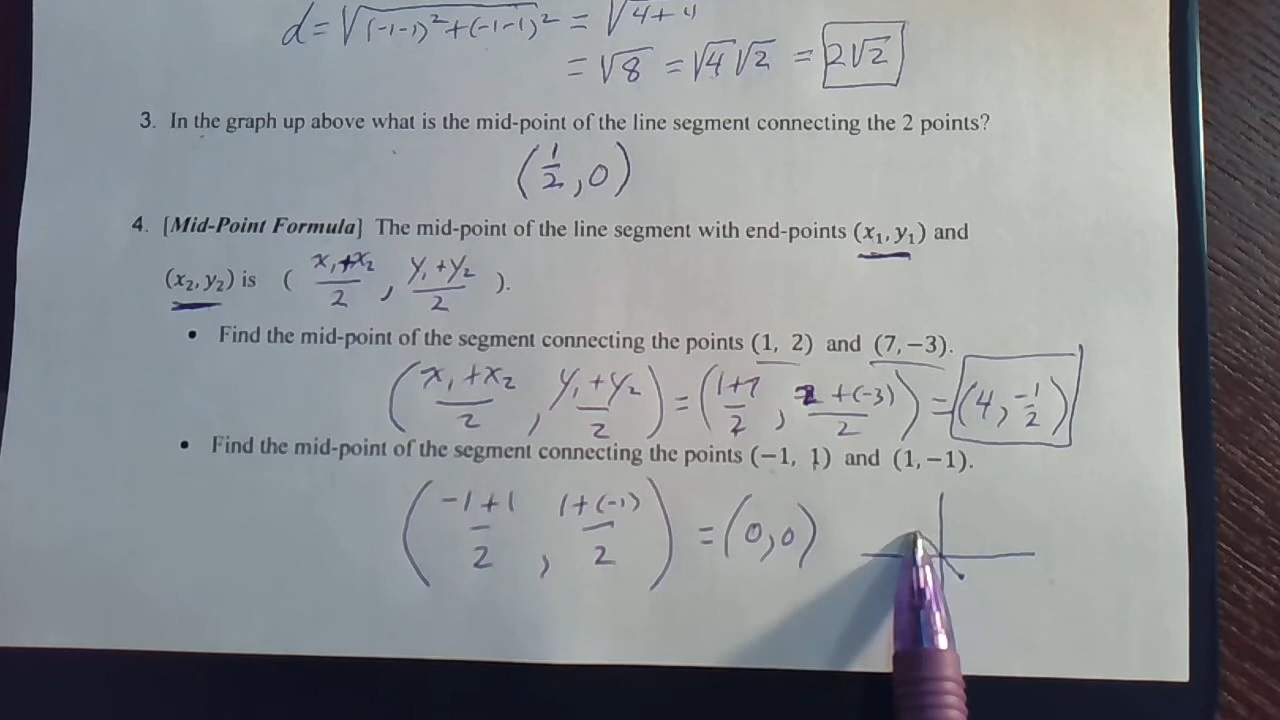 d = √(-1-1)² + (-1-1)² = √4+4
= √8 = √4 √2 = 2√2
3. In the graph up above what is the mid-point of the line segment connecting the 2 points?
(1/2, 0)
4. [Mid-Point Formula] The mid-point of the line segment with end-points (x₁, y₁) and
(x₂, y₂) is ( x₁+x₂/2 , y₁+y₂/2 ).
• Find the mid-point of the segment connecting the points (1, 2) and (7, −3).
(x₁+x₂/2 , y₁+y₂/2) = (1+7/2 , 2+(-3)/2) = (4, -1/2)
• Find the mid-point of the segment connecting the points (−1, 1) and (1, −1).
(-1+1/2 , 1+(-1)/2) = (0,0)